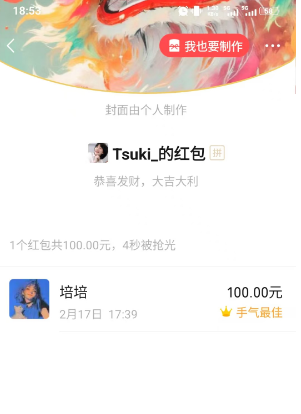 18:53
我也要制作
封面由个人制作
Tsuki_的红包 拼
恭喜发财，大吉大利
1个红包共100.00元，4秒被抢光
培培 100.00元
2月17日 17:39 手气最佳